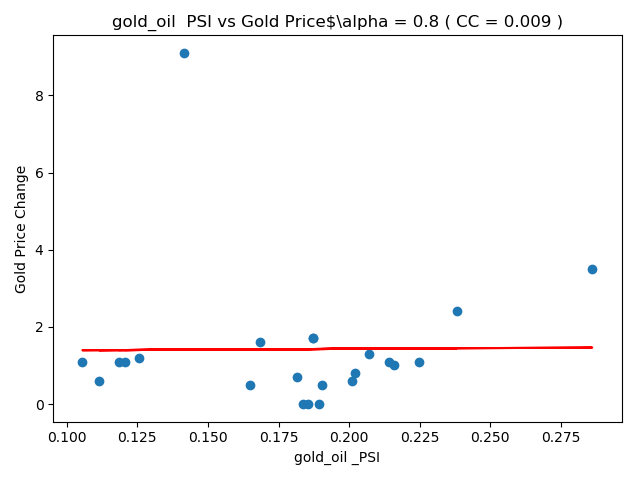 gold_oil  PSI vs Gold Price$\alpha = 0.8 ( CC = 0.009 )
8
6
4
2
0
Gold Price Change
0.100 0.125 0.150 0.175 0.200 0.225 0.250 0.275
gold_oil _PSI